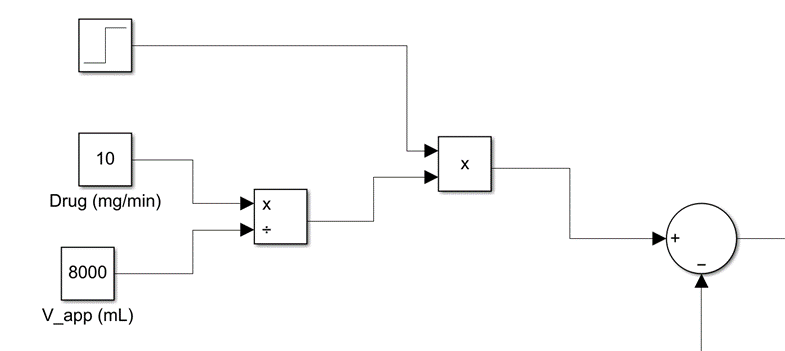 10
Drug (mg/min)
x
÷
x
8000
V_app (mL)
+
−